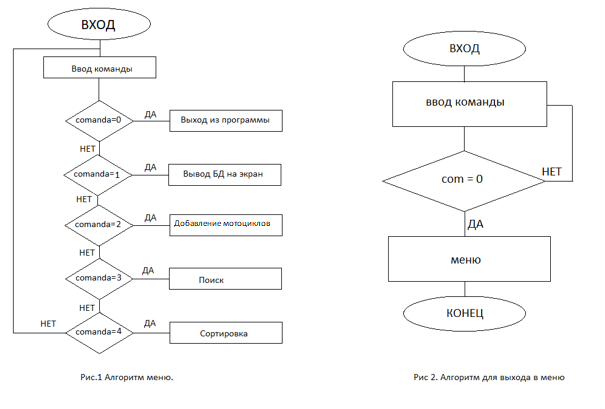 ВХОД
Ввод команды
comanda=0
ДА
Выход из программы
НЕТ
comanda=1
ДА
Вывод БД на экран
НЕТ
comanda=2
ДА
Добавление мотоциклов
НЕТ
comanda=3
ДА
Поиск
НЕТ
comanda=4
НЕТ
ДА
Сортировка
Рис.1 Алгоритм меню.
ВХОД
ввод команды
com = 0
НЕТ
ДА
меню
КОНЕЦ
Рис 2. Алгоритм для выхода в меню